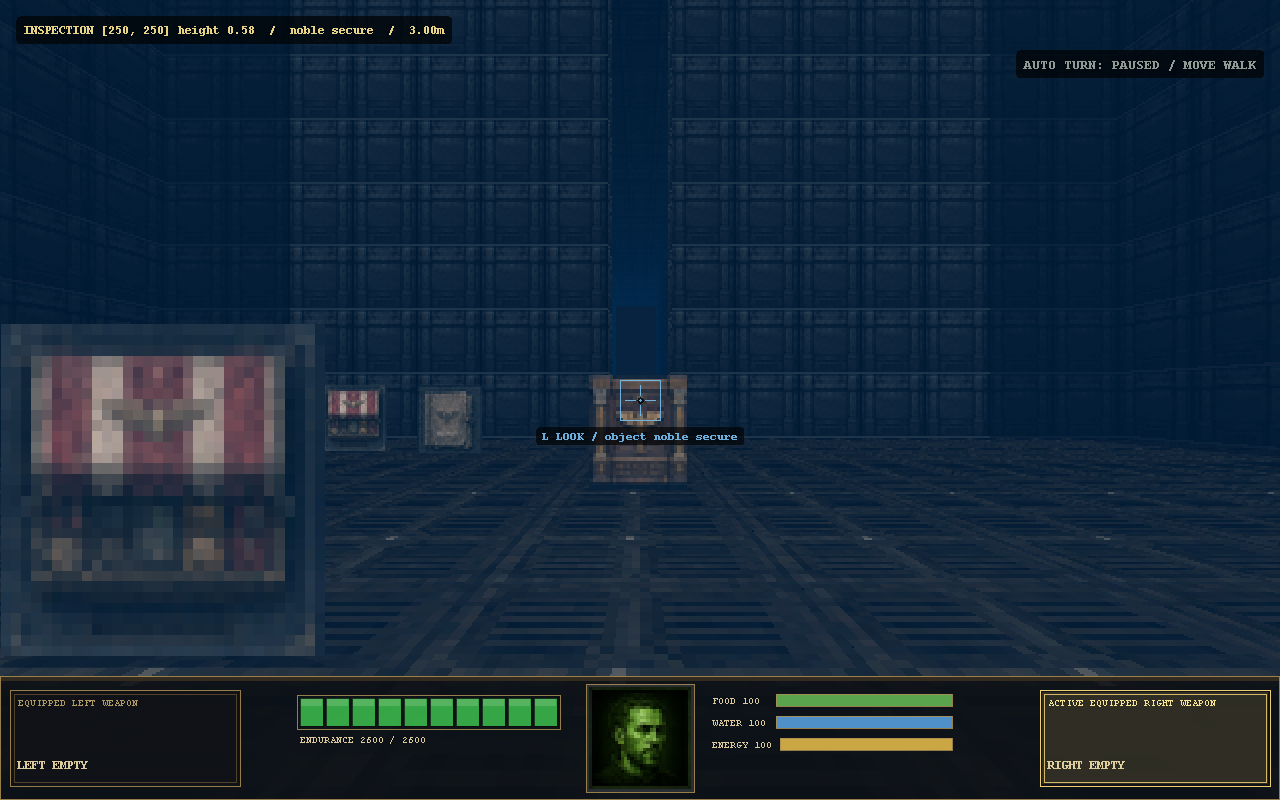 INSPECTION [250, 250] height 0.58 / noble secure / 3.00m
AUTO TURN: PAUSED / MOVE WALK
L LOOK / object noble secure
EQUIPPED LEFT WEAPON
LEFT EMPTY
ENDURANCE 2600 / 2600
FOOD 100
WATER 100
ENERGY 100
ACTIVE EQUIPPED RIGHT WEAPON
RIGHT EMPTY